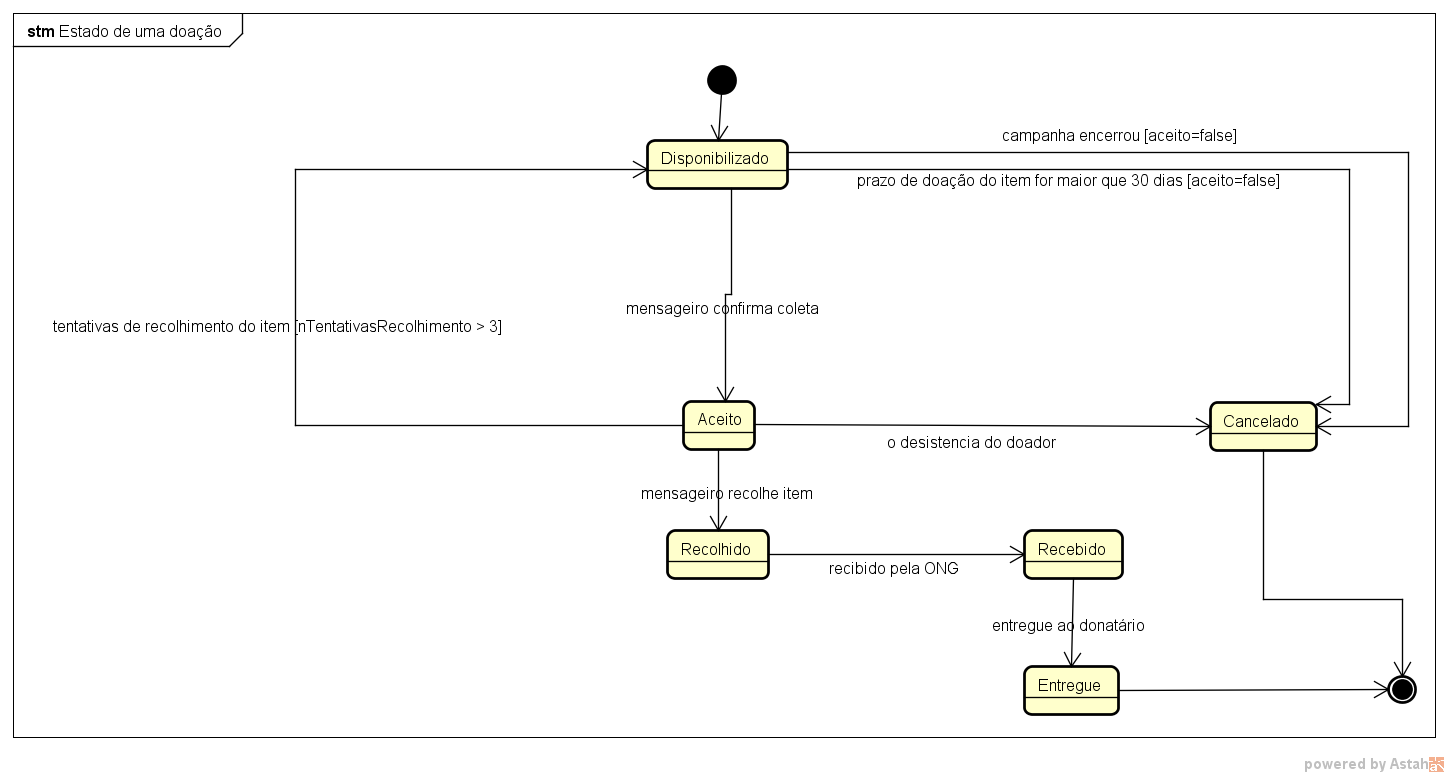 stm Estado de uma doação
campanha encerrou [aceito=false]
Disponibilizado
prazo de doação do item for maior que 30 dias [aceito=false]
mensageiro confirma coleta
tentativas de recolhimento do item [nTentativasRecolhimento > 3]
Aceito
Cancelado
o desistencia do doador
mensageiro recolhe item
Recolhido
Recebido
recibido pela ONG
entregue ao donatário
Entregue
powered by Astah